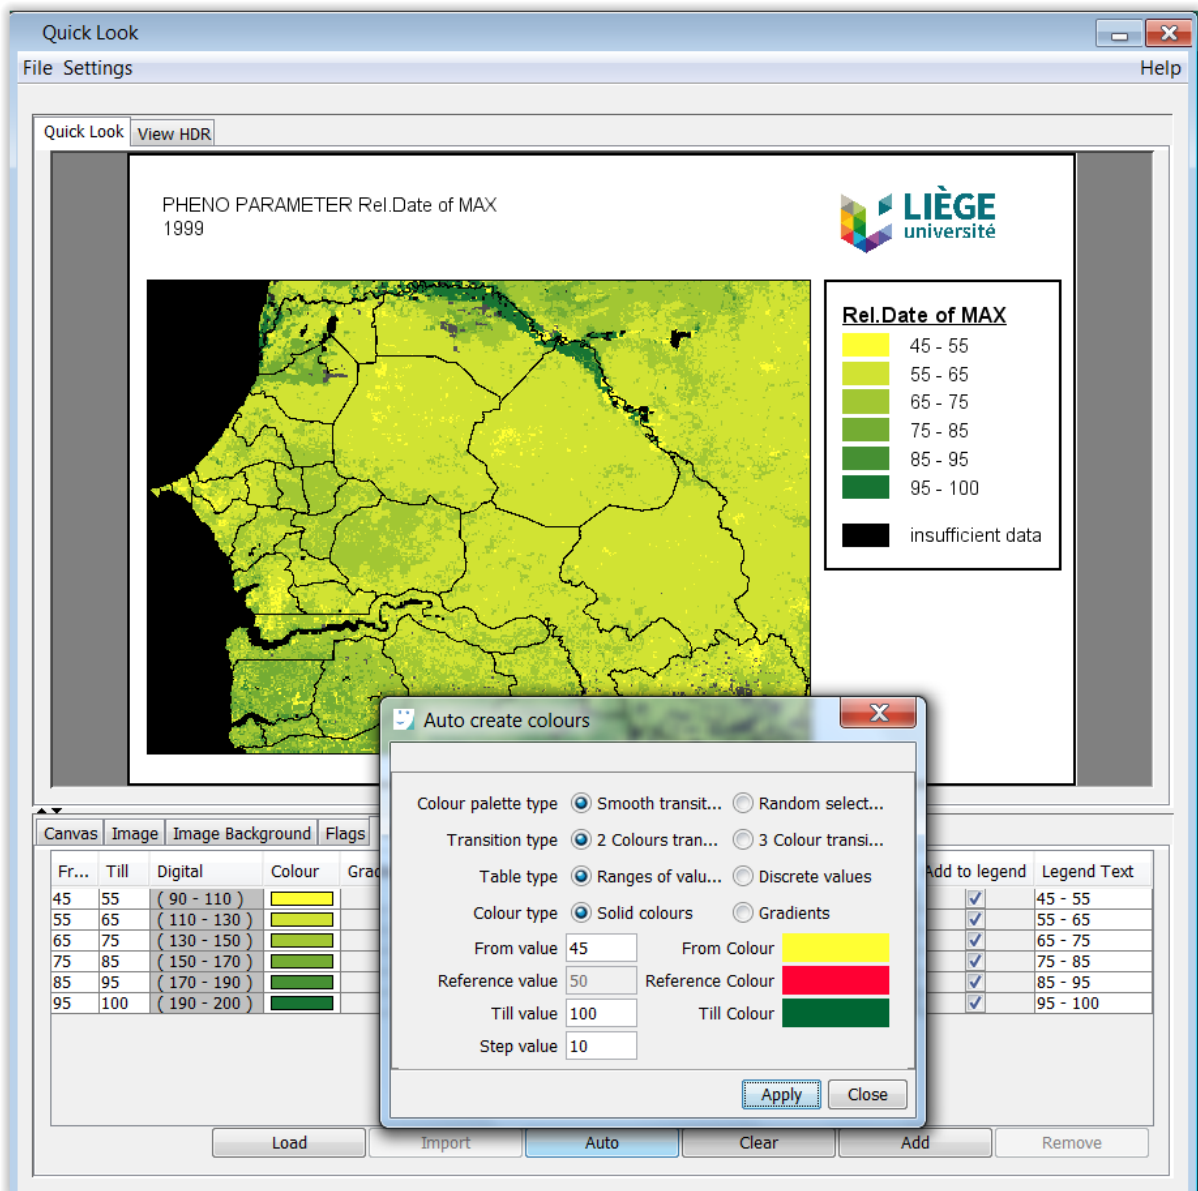 Quick Look
File Settings Help
Quick Look View HDR
PHENO PARAMETER Rel.Date of MAX
1999
LIÈGE
université
Rel.Date of MAX
45 - 55
55 - 65
65 - 75
75 - 85
85 - 95
95 - 100
insufficient data
Auto create colours
Colour palette type Smooth transit... Random select...
Transition type 2 Colours tran... 3 Colour transi...
Table type Ranges of valu... Discrete values
Colour type Solid colours Gradients
From value 45 From Colour
Reference value 50 Reference Colour
Till value 100 Till Colour
Step value 10
Apply Close
Canvas Image Image Background Flags
Fr... Till Digital Colour Add to legend Legend Text
45 55 ( 90 - 110 ) 45 - 55
55 65 ( 110 - 130 ) 55 - 65
65 75 ( 130 - 150 ) 65 - 75
75 85 ( 150 - 170 ) 75 - 85
85 95 ( 170 - 190 ) 85 - 95
95 100 ( 190 - 200 ) 95 - 100
Load Import Auto Clear Add Remove